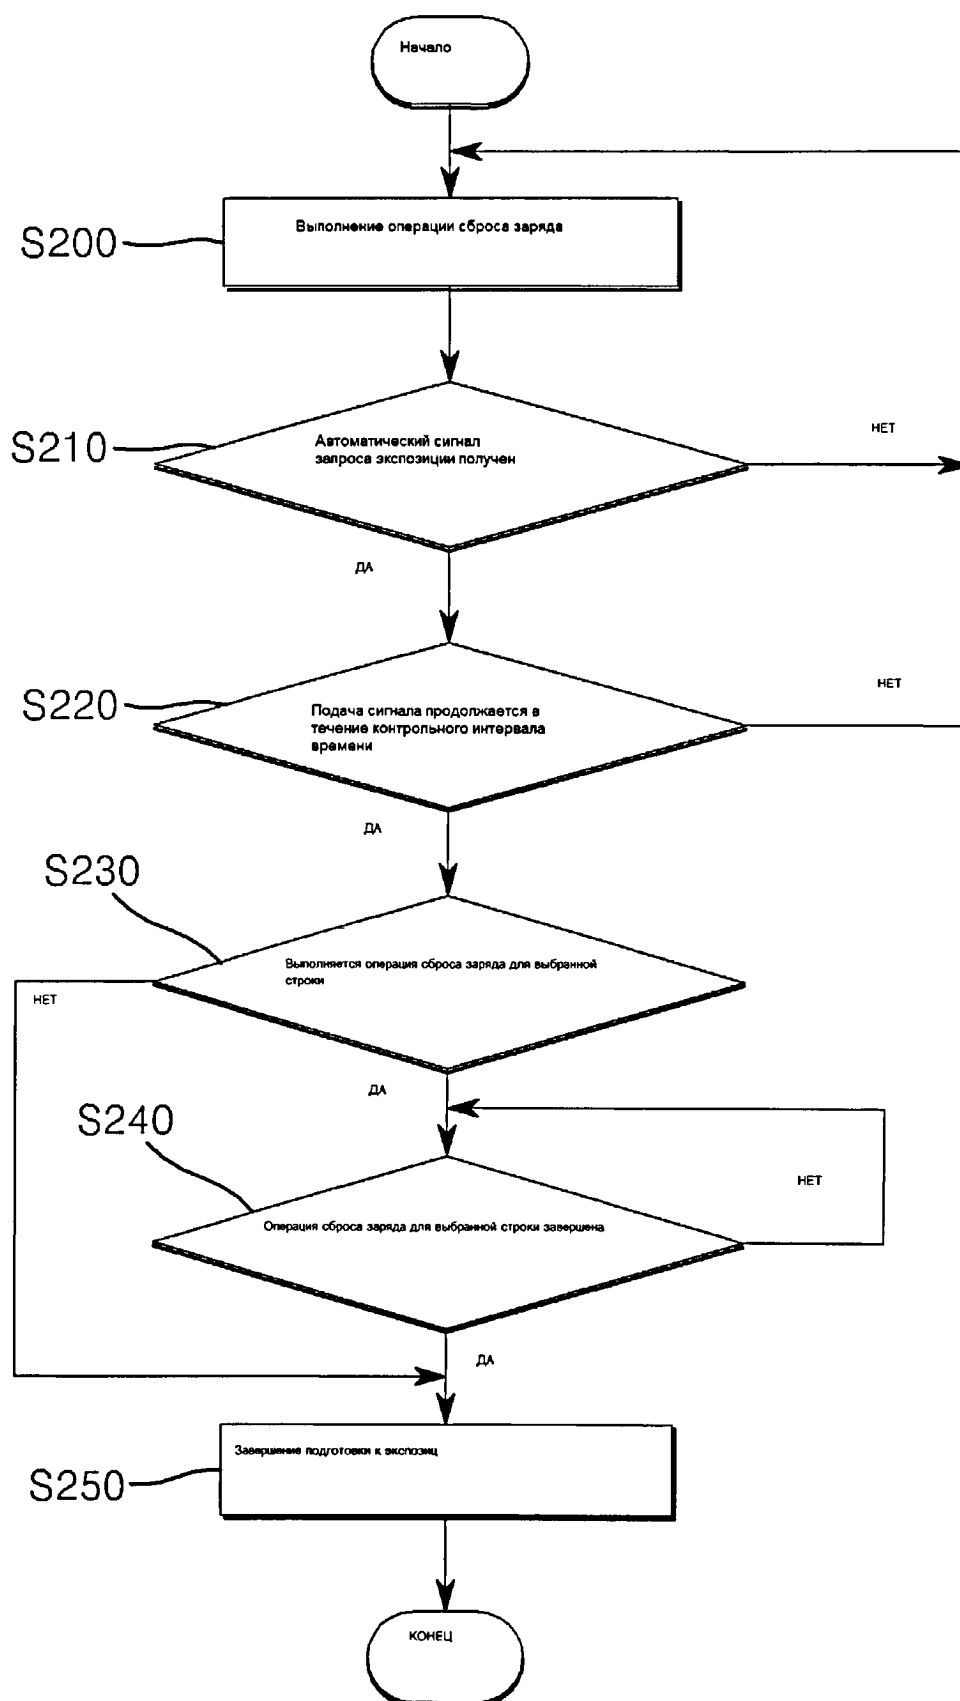 Начало
S200
Выполнение операции сброса заряда
S210
Автоматический сигнал
запроса экспозиции получен
НЕТ
ДА
S220
Подача сигнала продолжается в
течение контрольного интервала
времени
НЕТ
ДА
S230
Выполняется операция сброса заряда для выбранной
строки
НЕТ
ДА
S240
Операция сброса заряда для выбранной строки завершена
НЕТ
ДА
S250
Завершение подготовки к экспозиц
КОНЕЦ